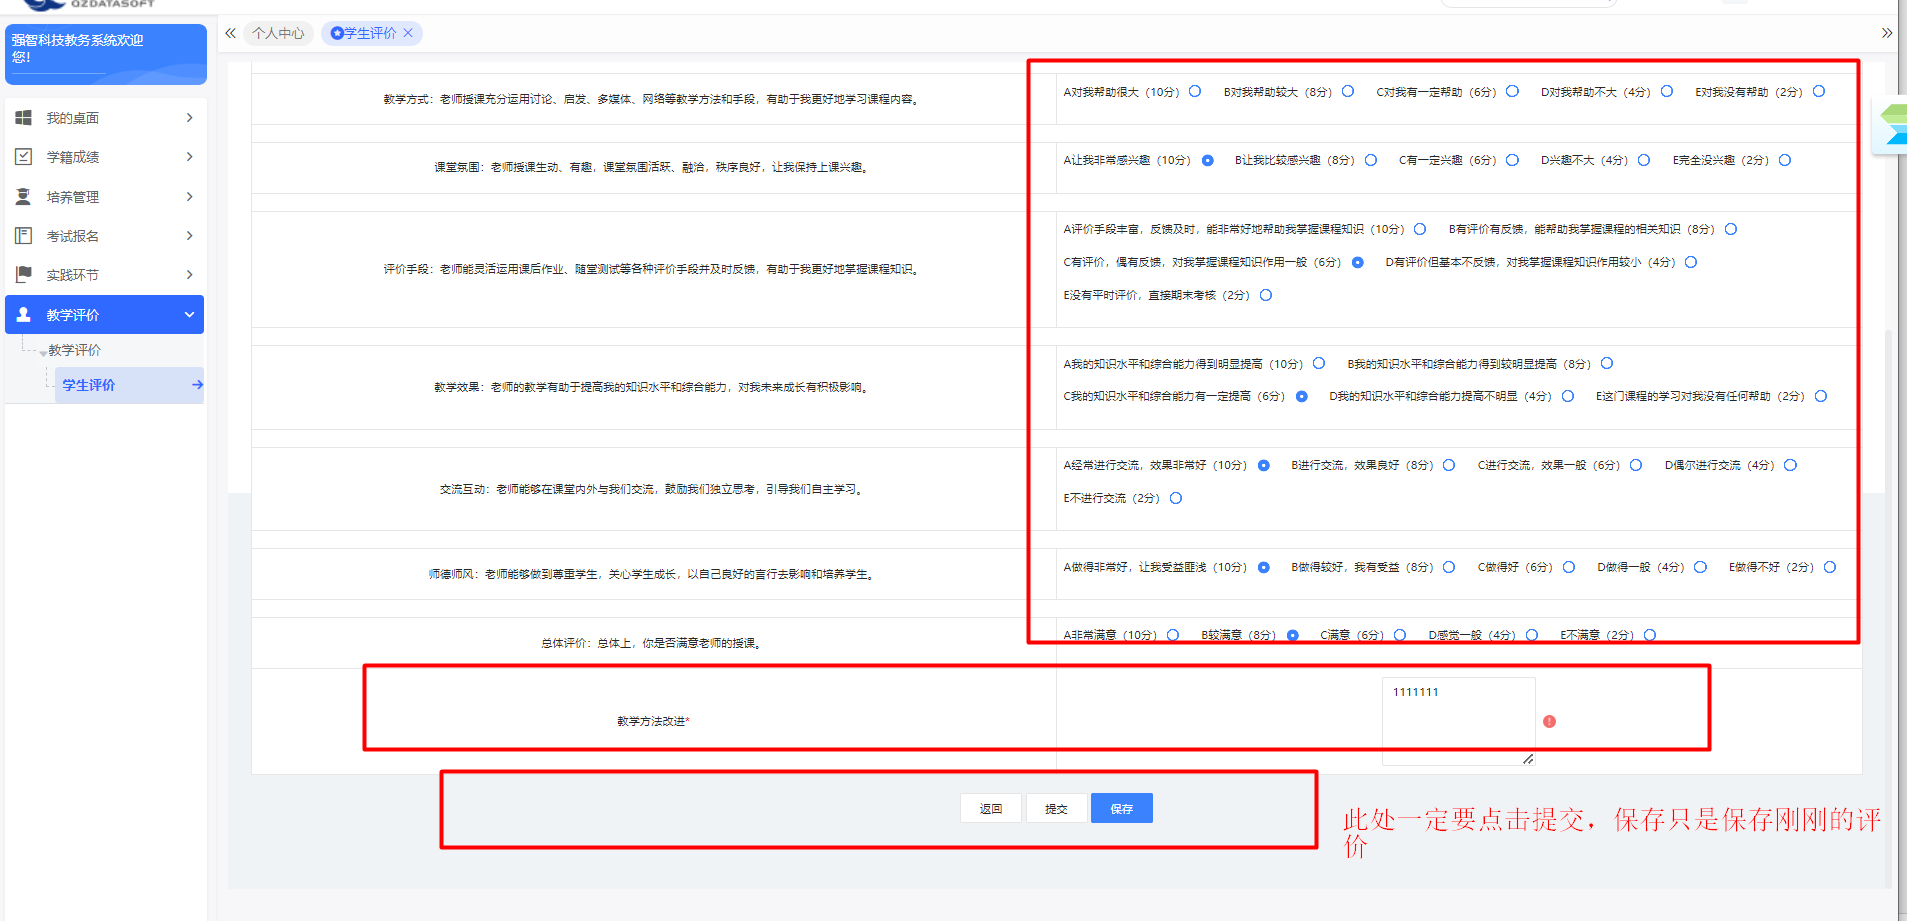 QZDATASOFT
强智科技教务系统欢迎
您!
个人中心
学生评价
我的桌面
学籍成绩
培养管理
考试报名
实践环节
教学评价
教学评价
学生评价
教学方式：老师授课充分运用讨论、启发、多媒体、网络等教学方法和手段，有助于我更好地学习课程内容。
A对我帮助很大（10分） B对我帮助较大（8分） C对我有一定帮助（6分） D对我帮助不大（4分） E对我没有帮助（2分）
课堂氛围：老师授课生动、有趣，课堂氛围活跃、融洽，秩序良好，让我保持上课兴趣。
A让我非常感兴趣（10分） B让我比较感兴趣（8分） C有一定兴趣（6分） D兴趣不大（4分） E完全没兴趣（2分）
评价手段：老师能灵活运用课后作业、随堂测试等各种评价手段并及时反馈，有助于我更好地掌握课程知识。
A评价手段丰富，反馈及时，能非常好地帮助我掌握课程知识（10分） B有评价有反馈，能帮助我掌握课程的相关知识（8分）
C有评价，偶有反馈，对我掌握课程知识作用一般（6分） D有评价但基本不反馈，对我掌握课程知识作用较小（4分）
E没有平时评价，直接期末考核（2分）
教学效果：老师的教学有助于提高我的知识水平和综合能力，对我未来成长有积极影响。
A我的知识水平和综合能力得到明显提高（10分） B我的知识水平和综合能力得到较明显提高（8分）
C我的知识水平和综合能力有一定提高（6分） D我的知识水平和综合能力提高不明显（4分） E这门课程的学习对我没有任何帮助（2分）
交流互动：老师能够在课堂内外与我们交流，鼓励我们独立思考，引导我们自主学习。
A经常进行交流，效果非常好（10分） B进行交流，效果良好（8分） C进行交流，效果一般（6分） D偶尔进行交流（4分）
E不进行交流（2分）
师德师风：老师能够做到尊重学生，关心学生成长，以自己良好的言行去影响和培养学生。
A做得非常好，让我受益匪浅（10分） B做得较好，我有受益（8分） C做得好（6分） D做得一般（4分） E做得不好（2分）
总体评价：总体上，你是否满意老师的授课。
A非常满意（10分） B较满意（8分） C满意（6分） D感觉一般（4分） E不满意（2分）
教学方法改进*
1111111
返回 提交 保存
此处一定要点击提交，保存只是保存刚刚的评
价